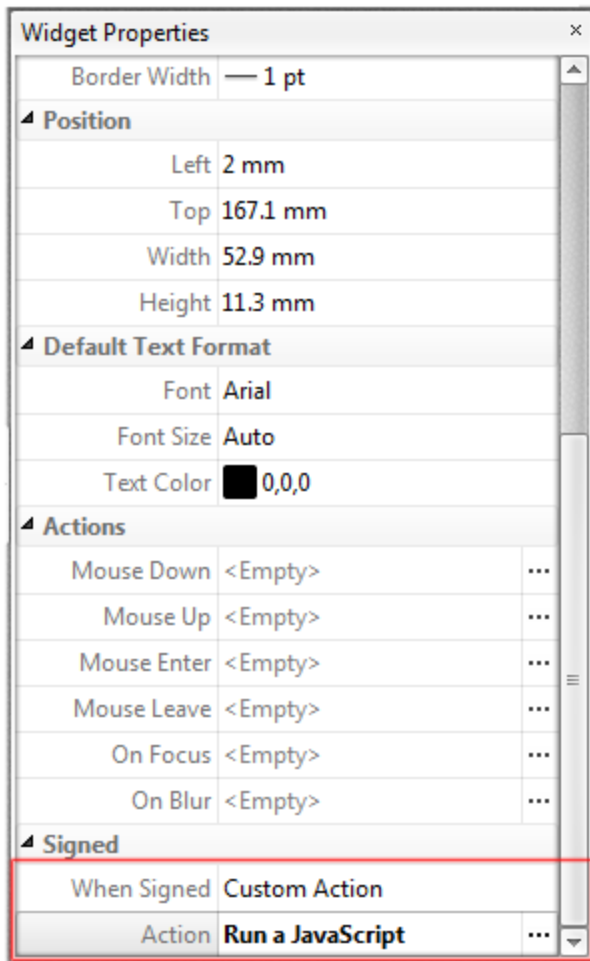 Widget Properties
Border Width 1 pt
Position
Left 2 mm
Top 167.1 mm
Width 52.9 mm
Height 11.3 mm
Default Text Format
Font Arial
Font Size Auto
Text Color 0,0,0
Actions
Mouse Down <Empty> ...
Mouse Up <Empty> ...
Mouse Enter <Empty> ...
Mouse Leave <Empty> ...
On Focus <Empty> ...
On Blur <Empty> ...
Signed
When Signed Custom Action
Action Run a JavaScript ...